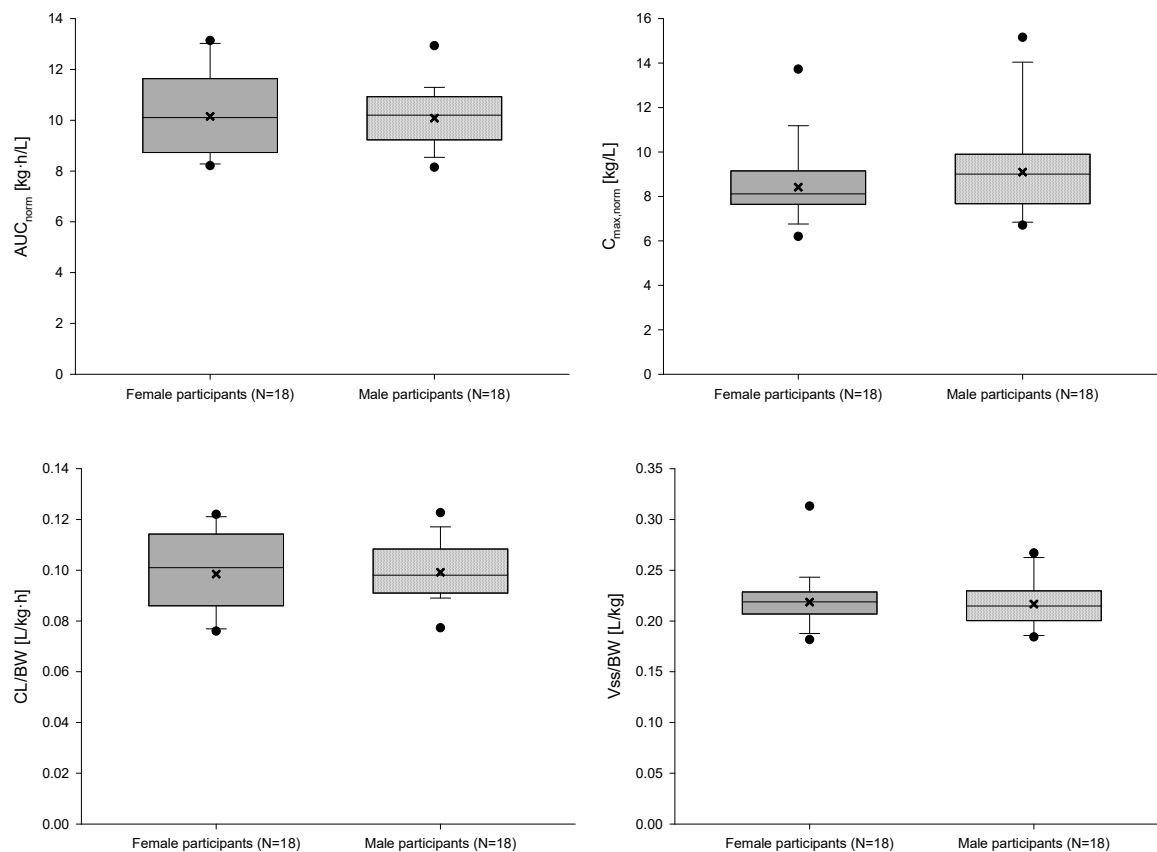 AUCnorm [kg·h/L]
14
12
10
8
6
4
2
0
Female participants (N=18)
Male participants (N=18)
Cmax,norm [kg/L]
16
14
12
10
8
6
4
2
0
Female participants (N=18)
Male participants (N=18)
CL/BW [L/kg·h]
0.14
0.12
0.10
0.08
0.06
0.04
0.02
0.00
Female participants (N=18)
Male participants (N=18)
Vss/BW [L/kg]
0.35
0.30
0.25
0.20
0.15
0.10
0.05
0.00
Female participants (N=18)
Male participants (N=18)